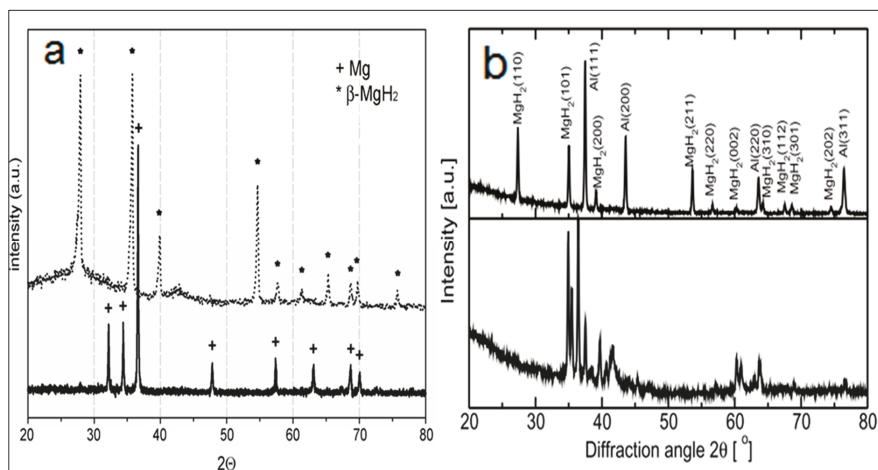 a
+ Mg
* β-MgH₂
* * * * * * * * * *
+ + + + + + + +
intensity (a.u.)
20 30 40 50 60 70 80
2Θ
b
MgH₂(110)
MgH₂(101)
Al(111)
MgH₂(200)
Al(200)
MgH₂(211)
MgH₂(220)
MgH₂(002)
Al(220)
MgH₂(310)
MgH₂(112)
MgH₂(301)
MgH₂(202)
Al(311)
Intensity [a.u.]
20 30 40 50 60 70 80
Diffraction angle 2θ [ °]